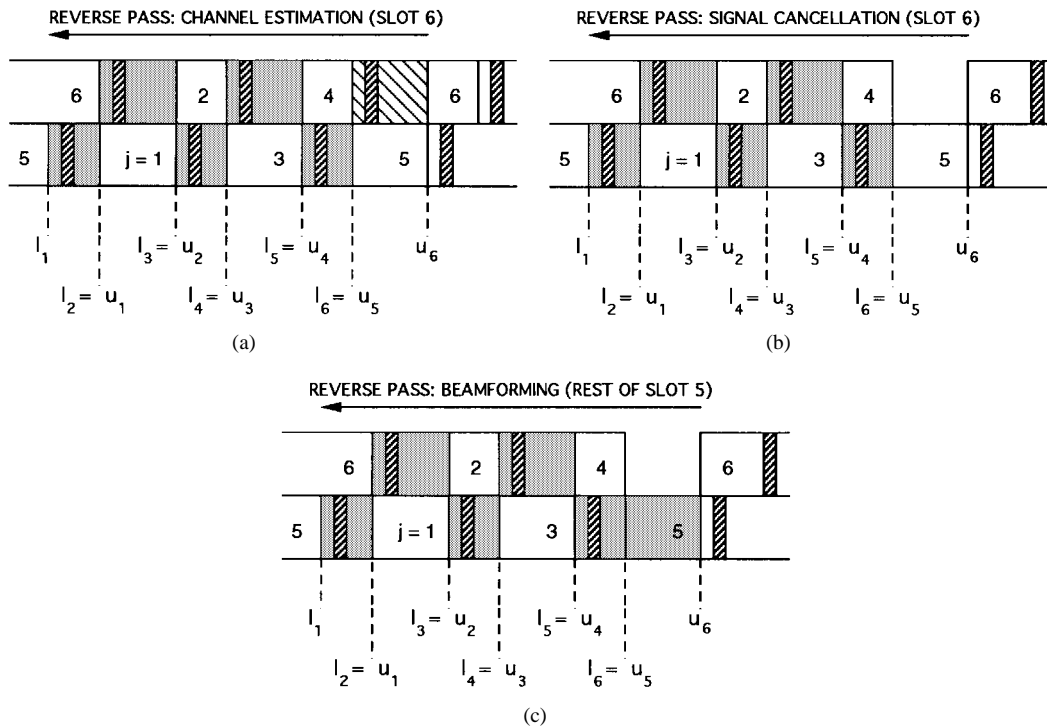 REVERSE PASS: CHANNEL ESTIMATION (SLOT 6)
6 2 4 6
5 j = 1 3 5
l1 l3 = u2 l5 = u4 u6
l2 = u1 l4 = u3 l6 = u5
(a)
REVERSE PASS: SIGNAL CANCELLATION (SLOT 6)
6 2 4 6
5 j = 1 3 5
l1 l3 = u2 l5 = u4 u6
l2 = u1 l4 = u3 l6 = u5
(b)
REVERSE PASS: BEAMFORMING (REST OF SLOT 5)
6 2 4 6
5 j = 1 3 5
l1 l3 = u2 l5 = u4 u6
l2 = u1 l4 = u3 l6 = u5
(c)